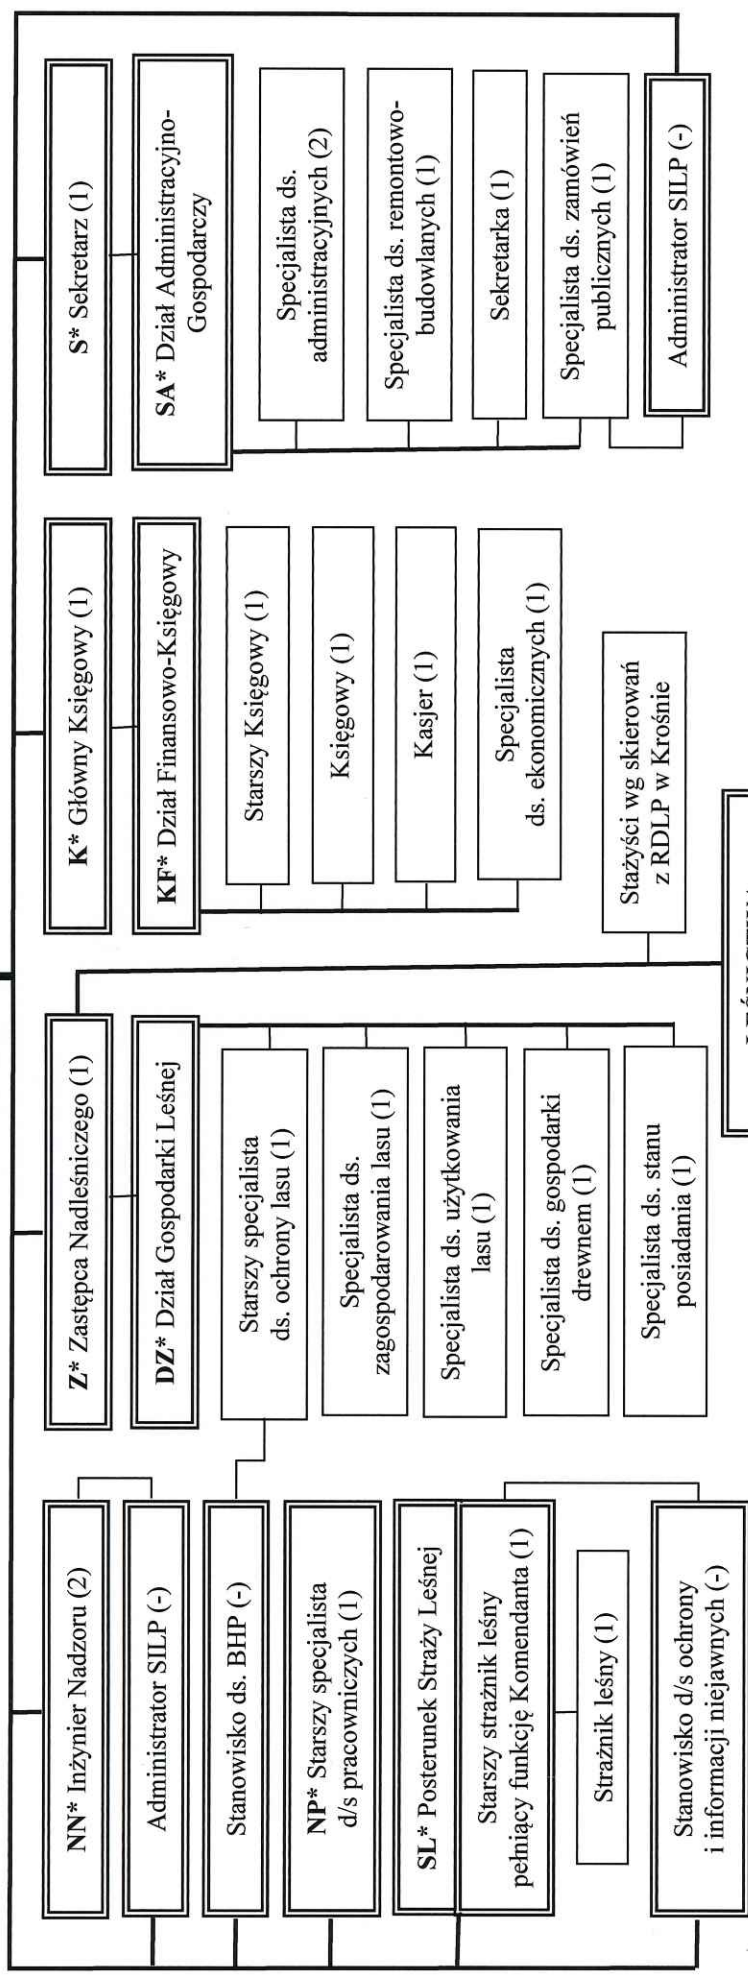 NN* Inżynier Nadzoru (2)
Administrator SILP (-)
Stanowisko ds. BHP (-)
NP* Starszy specjalista
d/s pracowniczych (1)
SL* Posterunek Straży Leśnej
Starszy strażnik leśny
pełniący funkcję Komendanta (1)
Strażnik leśny (1)
Stanowisko d/s ochrony
i informacji niejawnych (-)
Z* Zastępca Nadleśniczego (1)
DZ* Dział Gospodarki Leśnej
Starszy specjalista
ds. ochrony lasu (1)
Specjalista ds.
zagospodarowania lasu (1)
Specjalista ds. użytkowania
lasu (1)
Specjalista ds. gospodarki
drewnem (1)
Specjalista ds. stanu
posiadania (1)
K* Główny Księgowy (1)
KF* Dział Finansowo-Księgowy
Starszy Księgowy (1)
Księgowy (1)
Kasjer (1)
Specjalista
ds. ekonomicznych (1)
Stażyści wg skierowań
z RDLP w Krośnie
S* Sekretarz (1)
SA* Dział Administracyjno-
Gospodarczy
Specjalista ds.
administracyjnych (2)
Specjalista ds. remontowo-
budowlanych (1)
Sekretarka (1)
Specjalista ds. zamówień
publicznych (1)
Administrator SILP (-)